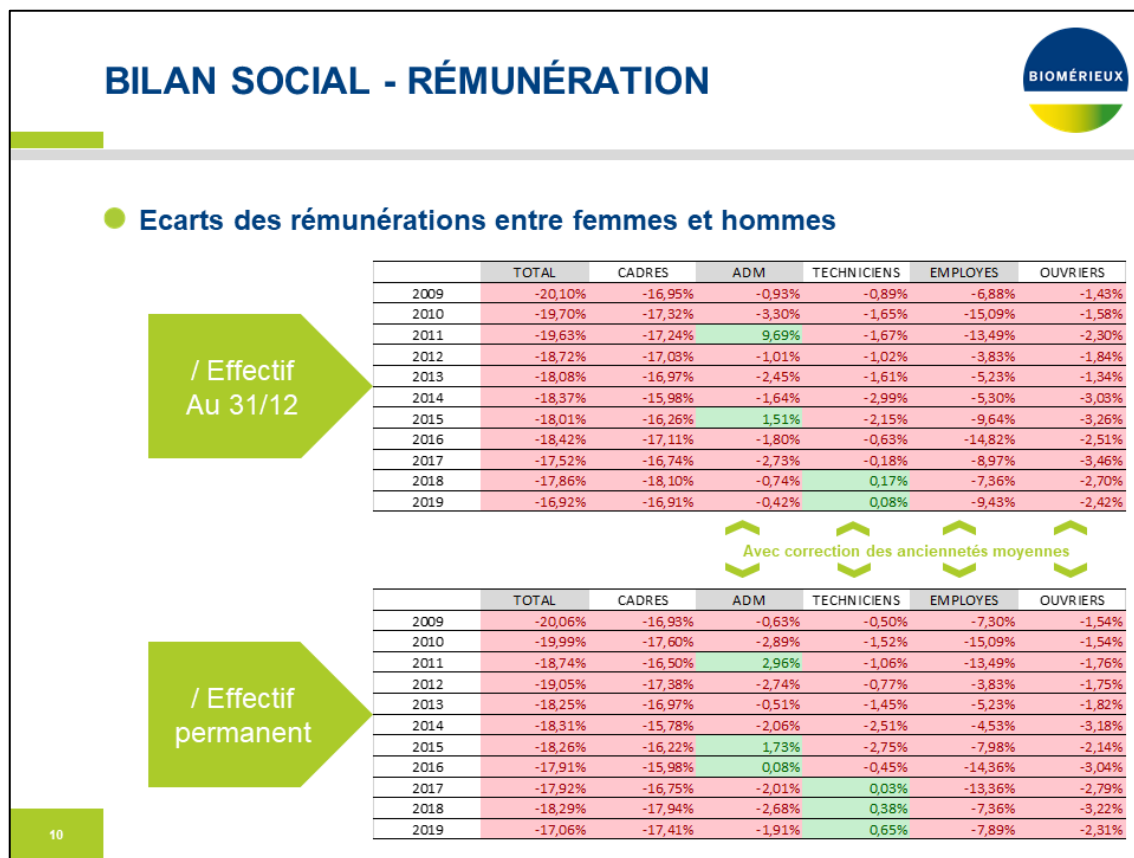 BILAN SOCIAL - RÉMUNÉRATION
BIOMÉRIEUX
Ecarts des rémunérations entre femmes et hommes
/ Effectif
Au 31/12
TOTAL CADRES ADM TECHNICIENS EMPLOYES OUVRIERS
2009 -20,10% -16,95% -0,93% -0,89% -6,88% -1,43%
2010 -19,70% -17,32% -3,30% -1,65% -15,09% -1,58%
2011 -19,63% -17,24% 9,69% -1,67% -13,49% -2,30%
2012 -18,72% -17,03% -1,01% -1,02% -3,83% -1,84%
2013 -18,08% -16,97% -2,45% -1,61% -5,23% -1,34%
2014 -18,37% -15,98% -1,64% -2,99% -5,30% -3,03%
2015 -18,01% -16,26% 1,51% -2,15% -9,64% -3,26%
2016 -18,42% -17,11% -1,80% -0,63% -14,82% -2,51%
2017 -17,52% -16,74% -2,73% -0,18% -8,97% -3,46%
2018 -17,86% -18,10% -0,74% 0,17% -7,36% -2,70%
2019 -16,92% -16,91% -0,42% 0,08% -9,43% -2,42%
Avec correction des anciennetés moyennes
/ Effectif
permanent
TOTAL CADRES ADM TECHNICIENS EMPLOYES OUVRIERS
2009 -20,06% -16,93% -0,63% -0,50% -7,30% -1,54%
2010 -19,99% -17,60% -2,89% -1,52% -15,09% -1,54%
2011 -18,74% -16,50% 2,96% -1,06% -13,49% -1,76%
2012 -19,05% -17,38% -2,74% -0,77% -3,83% -1,75%
2013 -18,25% -16,97% -0,51% -1,45% -5,23% -1,82%
2014 -18,31% -15,78% -2,06% -2,51% -4,53% -3,18%
2015 -18,26% -16,22% 1,73% -2,75% -7,98% -2,14%
2016 -17,91% -15,98% 0,08% -0,45% -14,36% -3,04%
2017 -17,92% -16,75% -2,01% 0,03% -13,36% -2,79%
2018 -18,29% -17,94% -2,68% 0,38% -7,36% -3,22%
2019 -17,06% -17,41% -1,91% 0,65% -7,89% -2,31%
10